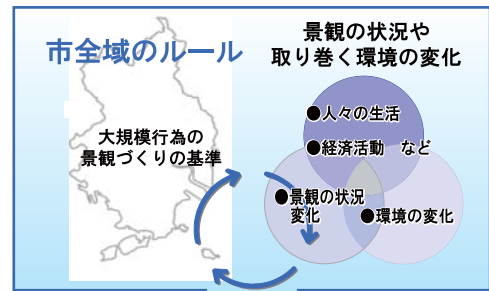 市全域のルール
大規模行為の
景観づくりの基準
景観の状況や
取り巻く環境の変化
●人々の生活
●経済活動　など
●景観の状況
変化
●環境の変化